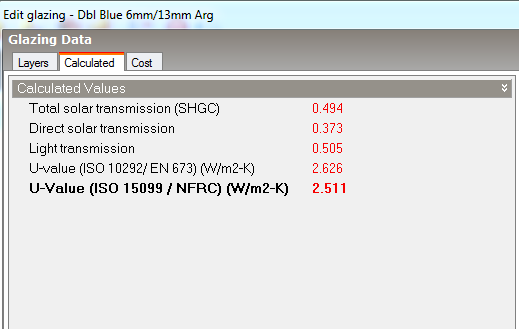 Edit glazing - Dbl Blue 6mm/13mm Arg
Glazing Data
Layers Calculated Cost
Calculated Values
Total solar transmission (SHGC) 0.494
Direct solar transmission 0.373
Light transmission 0.505
U-value (ISO 10292/ EN 673) (W/m2-K) 2.626
U-Value (ISO 15099 / NFRC) (W/m2-K) 2.511